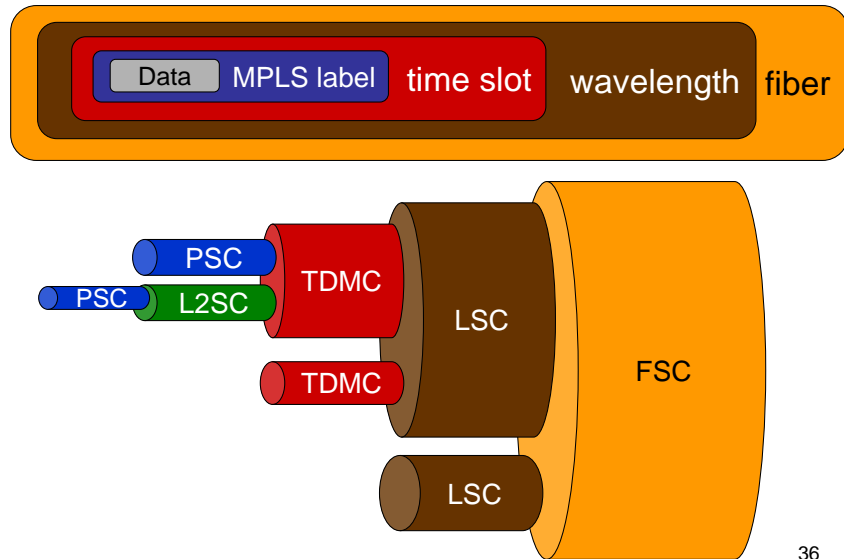 Data MPLS label time slot wavelength fiber
PSC
TDMC
PSC
L2SC
LSC
TDMC
FSC
LSC
36